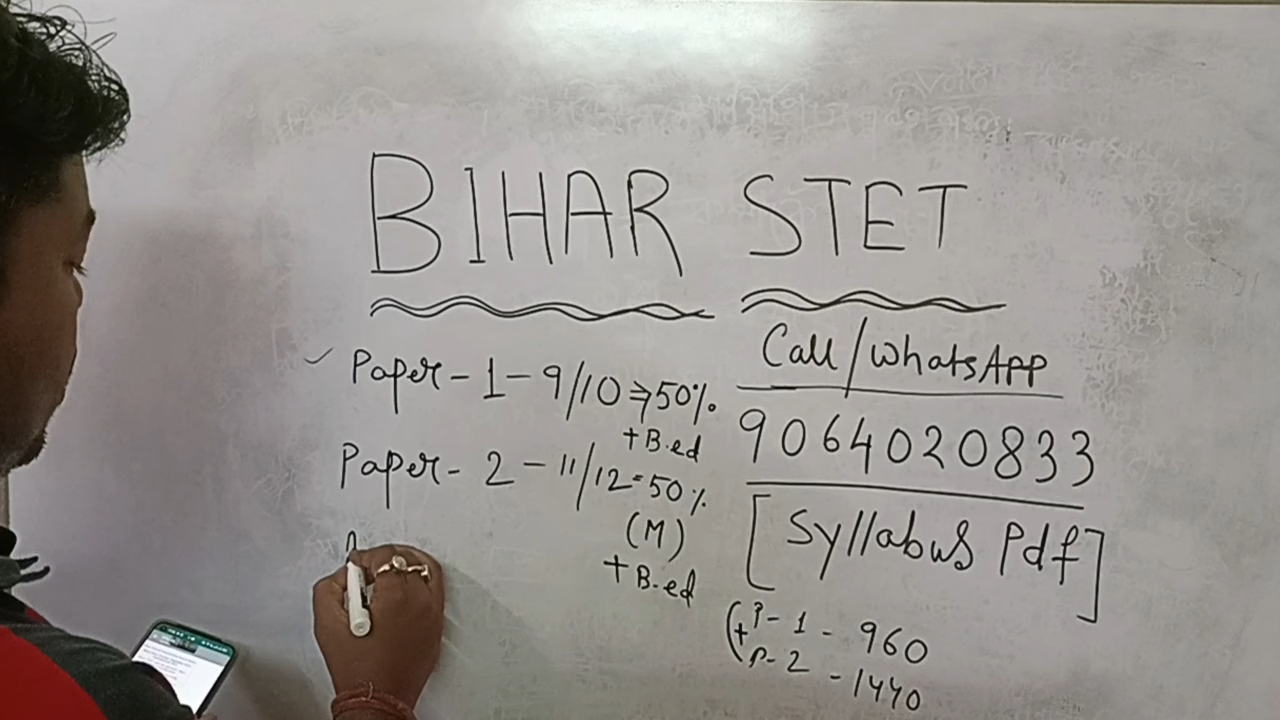 BIHAR STET
Paper - 1 - 9/10 ⇒ 50%
+ B.ed
Paper - 2 - 11/12 = 50%
(M)
+ B.ed
Call/WhatsApp
9064020833
[Syllabus Pdf]
(P - 1 - 960
+ P - 2 - 1440